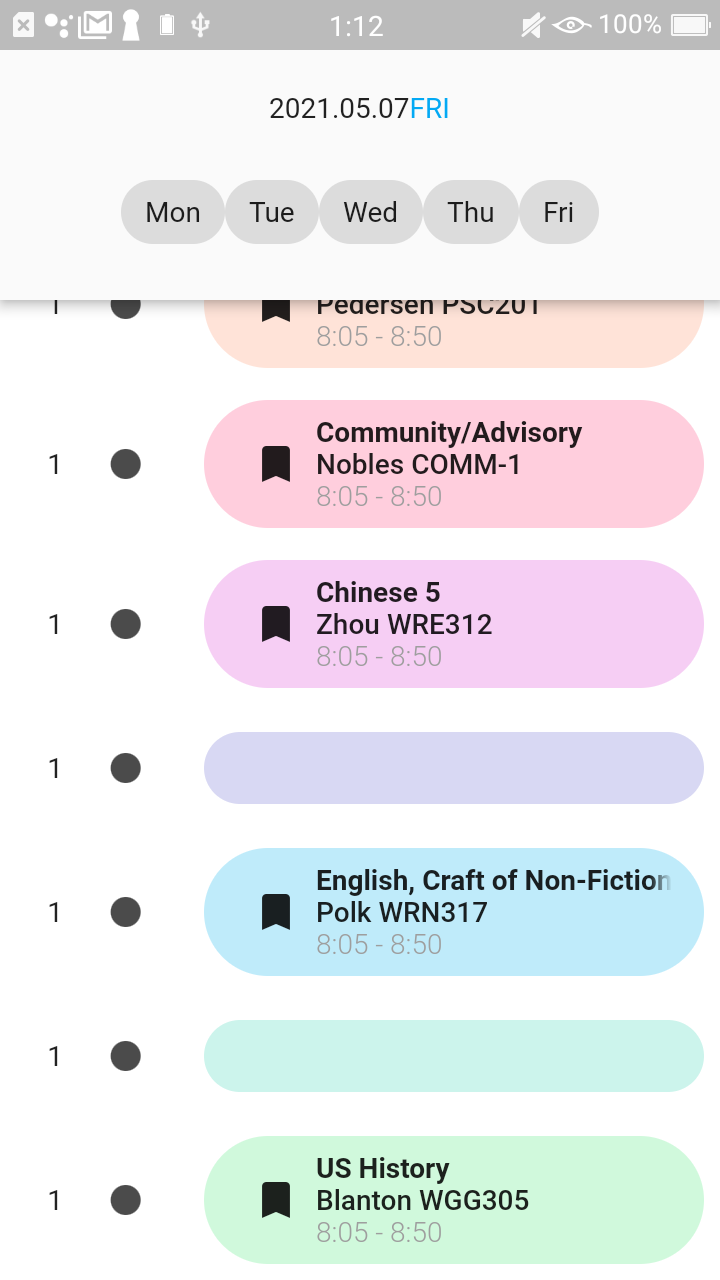 1:12
100%
2021.05.07FRI
Mon Tue Wed Thu Fri
1
Pedersen PSC201
8:05 - 8:50
Community/Advisory
1
Nobles COMM-1
8:05 - 8:50
Chinese 5
1
Zhou WRE312
8:05 - 8:50
1
English, Craft of Non-Fiction
1
Polk WRN317
8:05 - 8:50
1
US History
1
Blanton WGG305
8:05 - 8:50